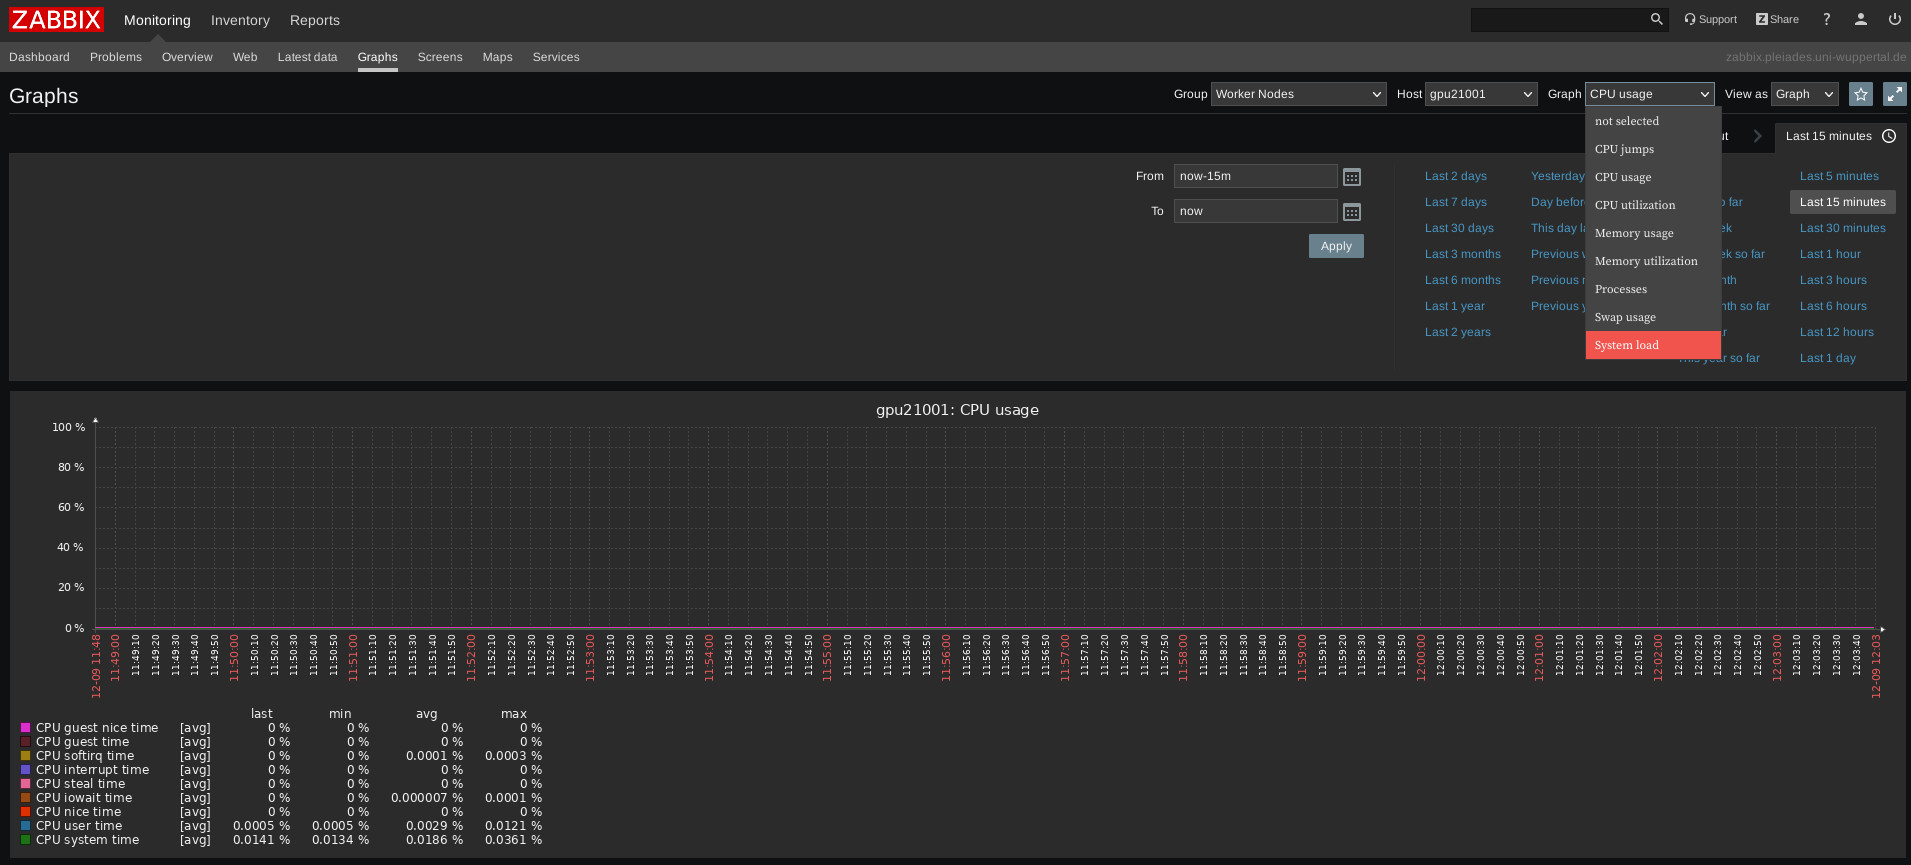 ZABBIX Monitoring Inventory Reports Support Z Share ?
Dashboard Problems Overview Web Latest data Graphs Screens Maps Services zabbix.pleiades.uni-wuppertal.de
Graphs Group Worker Nodes Host gpu21001 Graph CPU usage View as Graph
not selected
CPU jumps
CPU usage
CPU utilization
Memory usage
Memory utilization
Processes
Swap usage
System load
Last 15 minutes
From now-15m
To now
Apply
Last 2 days
Last 7 days
Last 30 days
Last 3 months
Last 6 months
Last 1 year
Last 2 years
Yesterday
Day
This day
Previous
Previous
Previous
so far
so far
so far
This year so far
Last 5 minutes
Last 15 minutes
Last 30 minutes
Last 1 hour
Last 3 hours
Last 6 hours
Last 12 hours
Last 1 day
gpu21001: CPU usage
100 %
80 %
60 %
40 %
20 %
0 %
12-09 11:48 11:49:00 11:49:10 11:49:20 11:49:30 11:49:40 11:49:50 11:50:00 11:50:10 11:50:20 11:50:30 11:50:40 11:50:50 11:51:00 11:51:10 11:51:20 11:51:30 11:51:40 11:51:50 11:52:00 11:52:10 11:52:20 11:52:30 11:52:40 11:52:50 11:53:00 11:53:10 11:53:20 11:53:30 11:53:40 11:53:50 11:54:00 11:54:10 11:54:20 11:54:30 11:54:40 11:54:50 11:55:00 11:55:10 11:55:20 11:55:30 11:55:40 11:55:50 11:56:00 11:56:10 11:56:20 11:56:30 11:56:40 11:56:50 11:57:00 11:57:10 11:57:20 11:57:30 11:57:40 11:57:50 11:58:00 11:58:10 11:58:20 11:58:30 11:58:40 11:58:50 11:59:00 11:59:10 11:59:20 11:59:30 11:59:40 11:59:50 12:00:00 12:00:10 12:00:20 12:00:30 12:00:40 12:00:50 12:01:00 12:01:10 12:01:20 12:01:30 12:01:40 12:01:50 12:02:00 12:02:10 12:02:20 12:02:30 12:02:40 12:02:50 12:03:00 12:03:10 12:03:20 12:03:30 12:03:40 12-09 12:03
last min avg max
CPU guest nice time [avg] 0 % 0 % 0 % 0 %
CPU guest time [avg] 0 % 0 % 0 % 0 %
CPU softirq time [avg] 0 % 0 % 0.0001 % 0.0003 %
CPU interrupt time [avg] 0 % 0 % 0 % 0 %
CPU steal time [avg] 0 % 0 % 0 % 0 %
CPU iowait time [avg] 0 % 0 % 0.000007 % 0.0001 %
CPU nice time [avg] 0 % 0 % 0 % 0 %
CPU user time [avg] 0.0005 % 0.0005 % 0.0029 % 0.0121 %
CPU system time [avg] 0.0141 % 0.0134 % 0.0186 % 0.0361 %